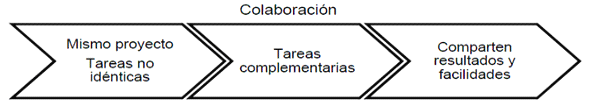 Colaboración
Mismo proyecto
Tareas no
idénticas
Tareas
complementarias
Comparten
resultados y
facilidades